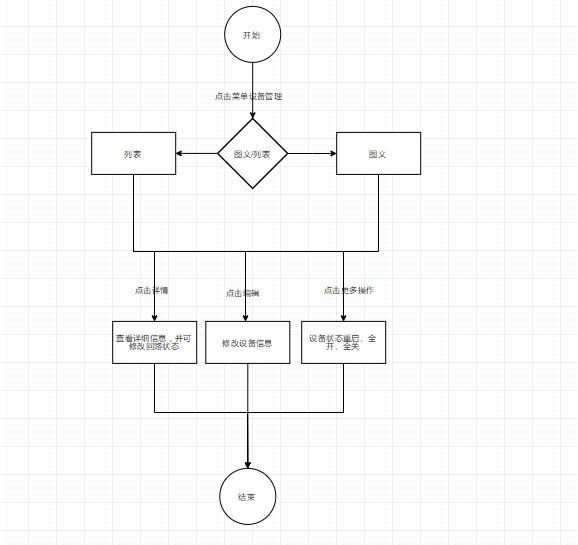 开始
点击菜单设备管理
列表
图文/列表
图文
点击详情
点击编辑
点击更多操作
查看详细信息，并可
修改回路状态
修改设备信息
设备状态重启、全
开、全关
结束